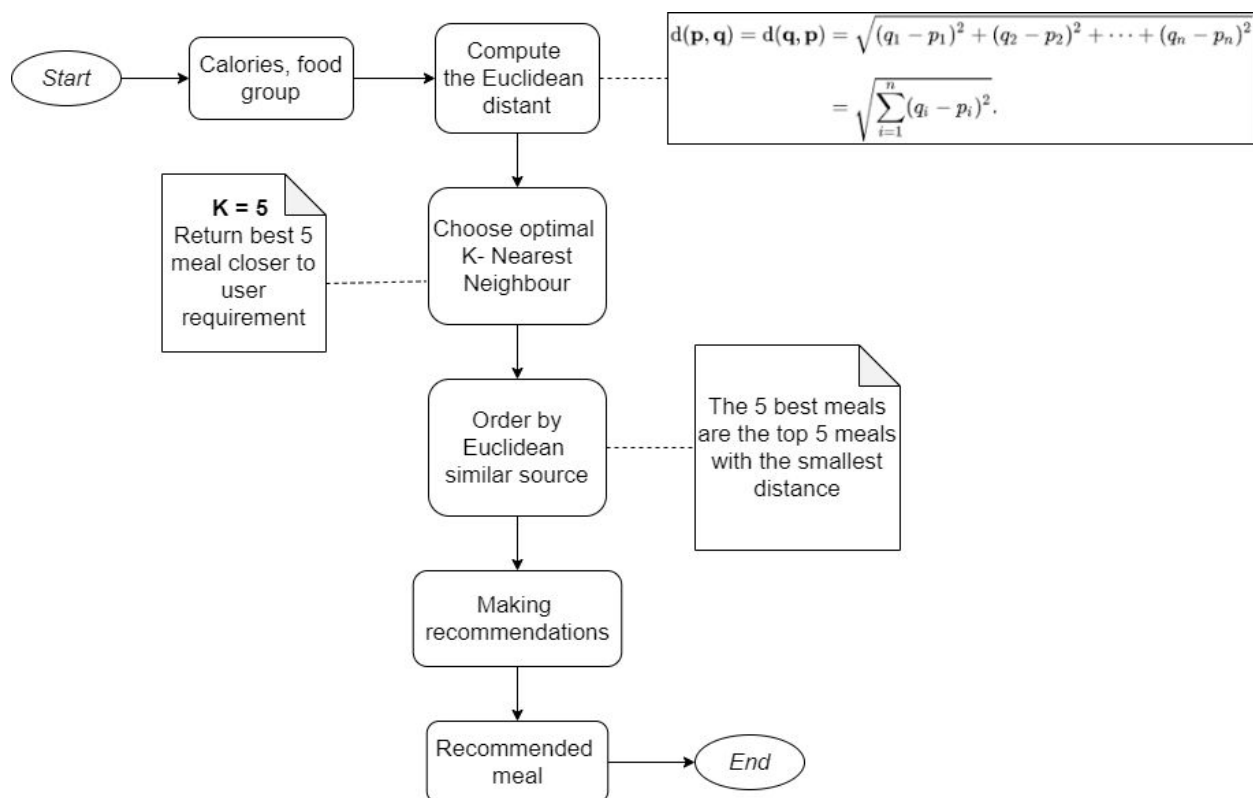 Start
Calories, food
group
Compute
the Euclidean
distant
d(p, q) = d(q, p) = √(q₁ − p₁)² + (q₂ − p₂)² + ⋯ + (qₙ − pₙ)²
= √∑ⁿᵢ₌₁(qᵢ − pᵢ)².
K = 5
Return best 5
meal closer to
user
requirement
Choose optimal
K- Nearest
Neighbour
Order by
Euclidean
similar source
The 5 best meals
are the top 5 meals
with the smallest
distance
Making
recommendations
Recommended
meal
End